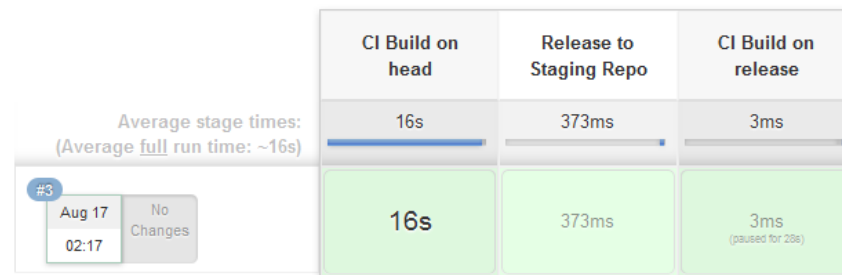 CI Build on
head
Release to
Staging Repo
CI Build on
release
Average stage times:
(Average full run time: ~16s)
16s
373ms
3ms
#3
Aug 17
02:17
No
Changes
16s
373ms
3ms
(paused for 28s)